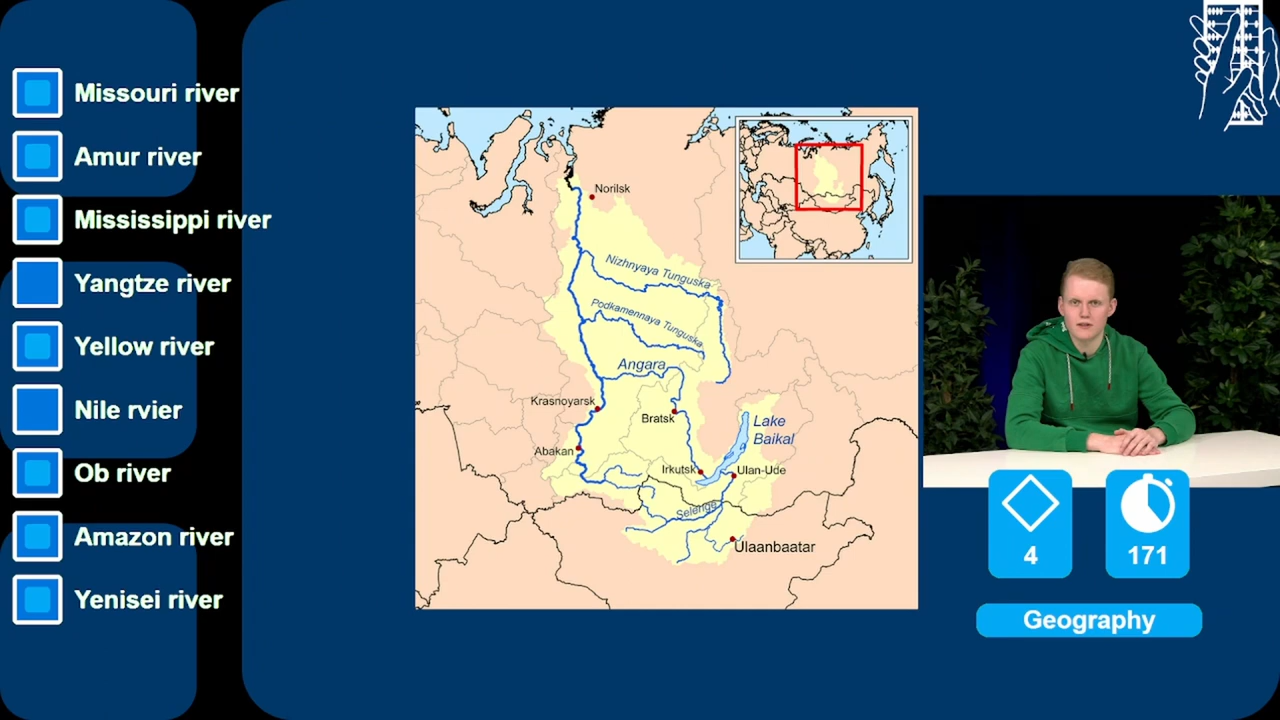 Missouri river
Amur river
Mississippi river
Yangtze river
Yellow river
Nile rvier
Ob river
Amazon river
Yenisei river
Norilsk
Nizhnyaya Tunguska
Podkamennaya Tunguska
Angara
Krasnoyarsk
Bratsk
Lake
Baikal
Abakan
Irkutsk
Ulan-Ude
Selenge
Ulaanbaatar
4
171
Geography